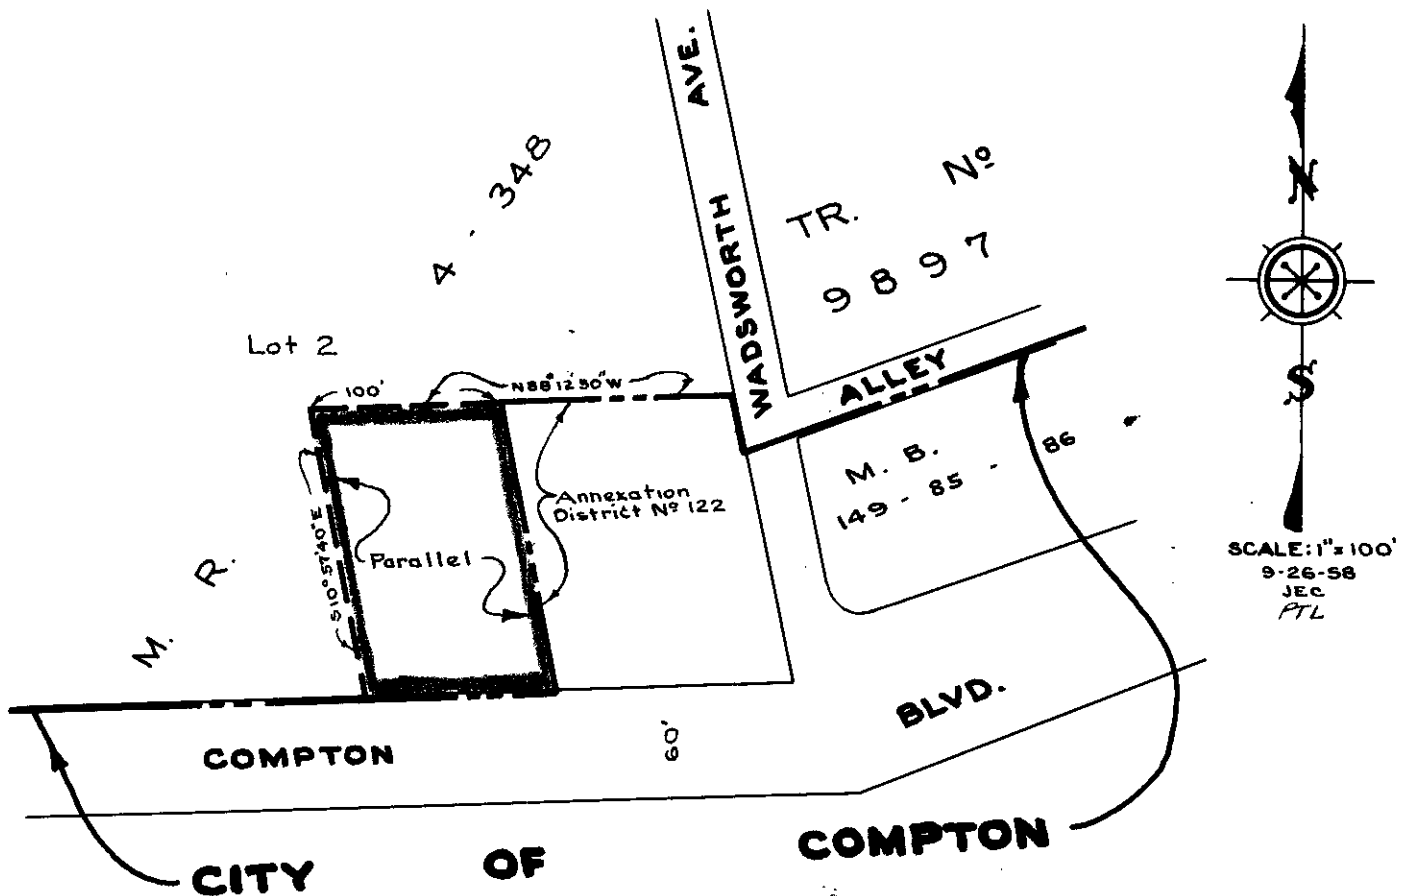 WADSWORTH AVE.
TR. Nº
9897
M. R. 4 - 348
Lot 2
100'
N88°12'50"W
ALLEY
M. B.
149 - 85 - 86
Annexation
District Nº 122
S10°57'40"E
Parallel
COMPTON BLVD.
60'
CITY OF COMPTON
N
S
SCALE: 1"=100'
9-26-58
JEC
PTL